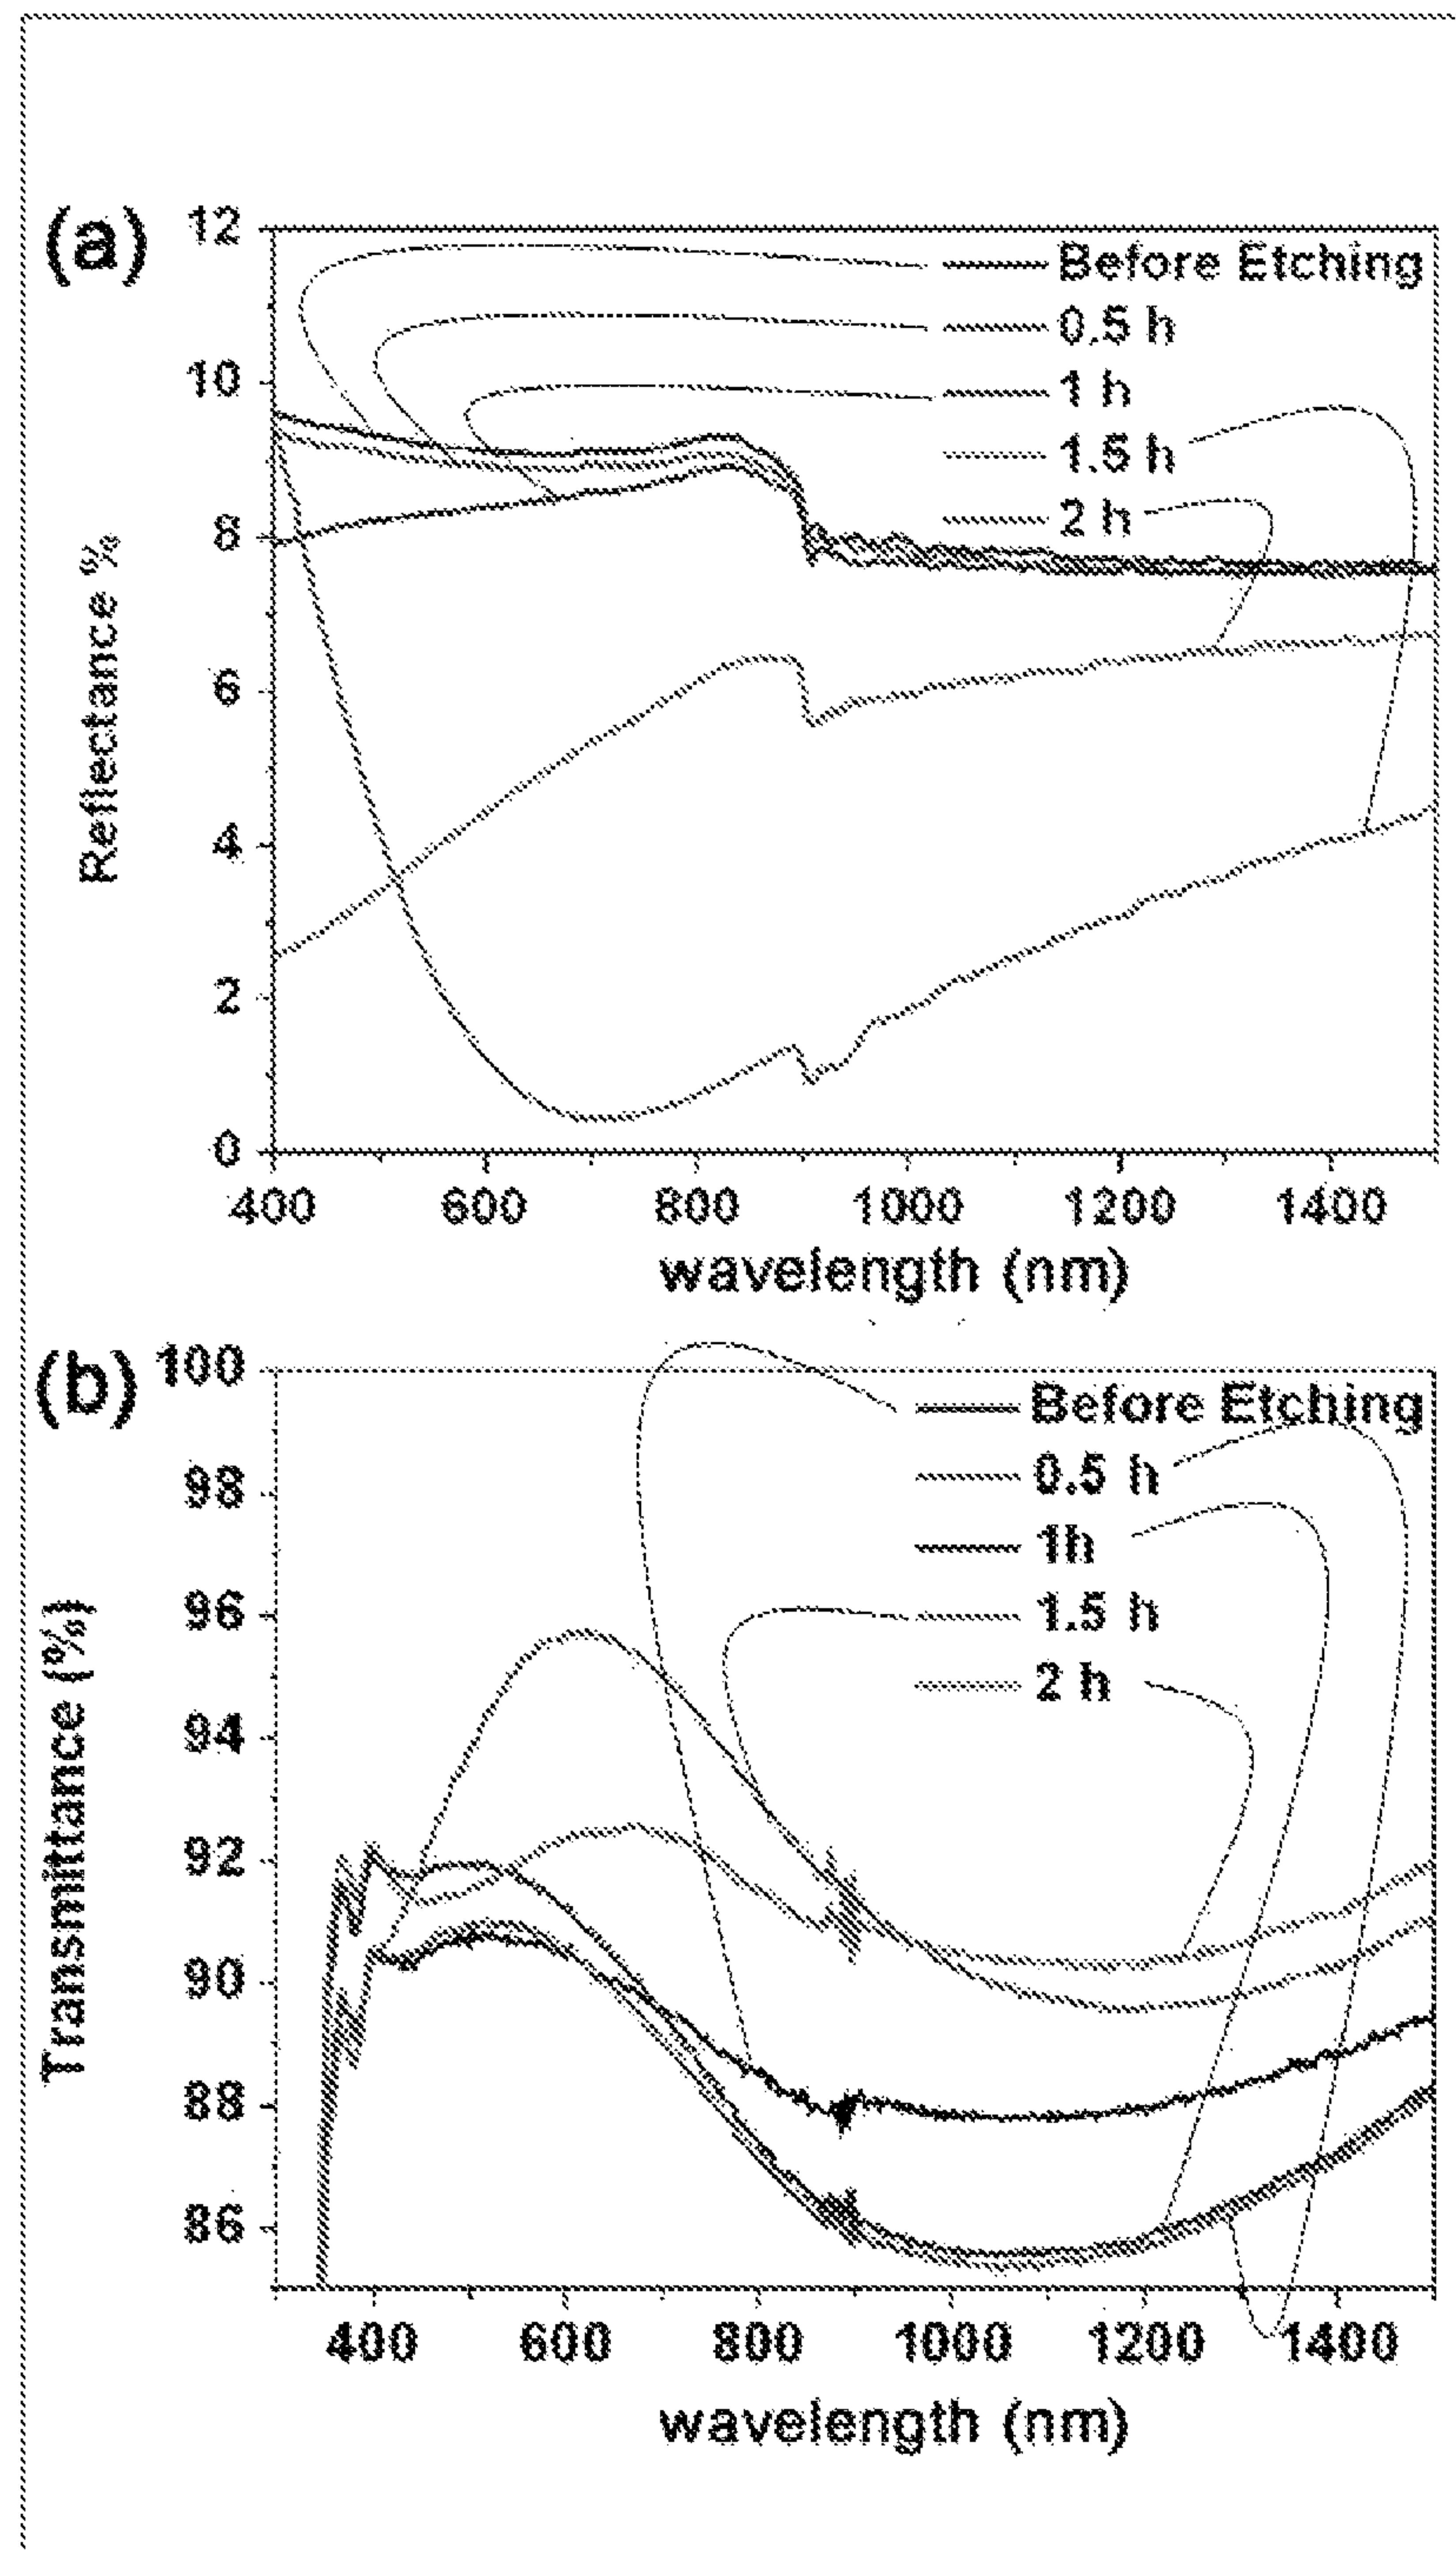 (a)
12
10
8
6
4
2
0
Reflectance %
Before Etching
0.5 h
1 h
1.5 h
2 h
400 600 800 1000 1200 1400
wavelength (nm)
(b)
100
98
96
94
92
90
88
86
Transmittance (%)
Before Etching
0.5 h
1h
1.5 h
2 h
400 600 800 1000 1200 1400
wavelength (nm)